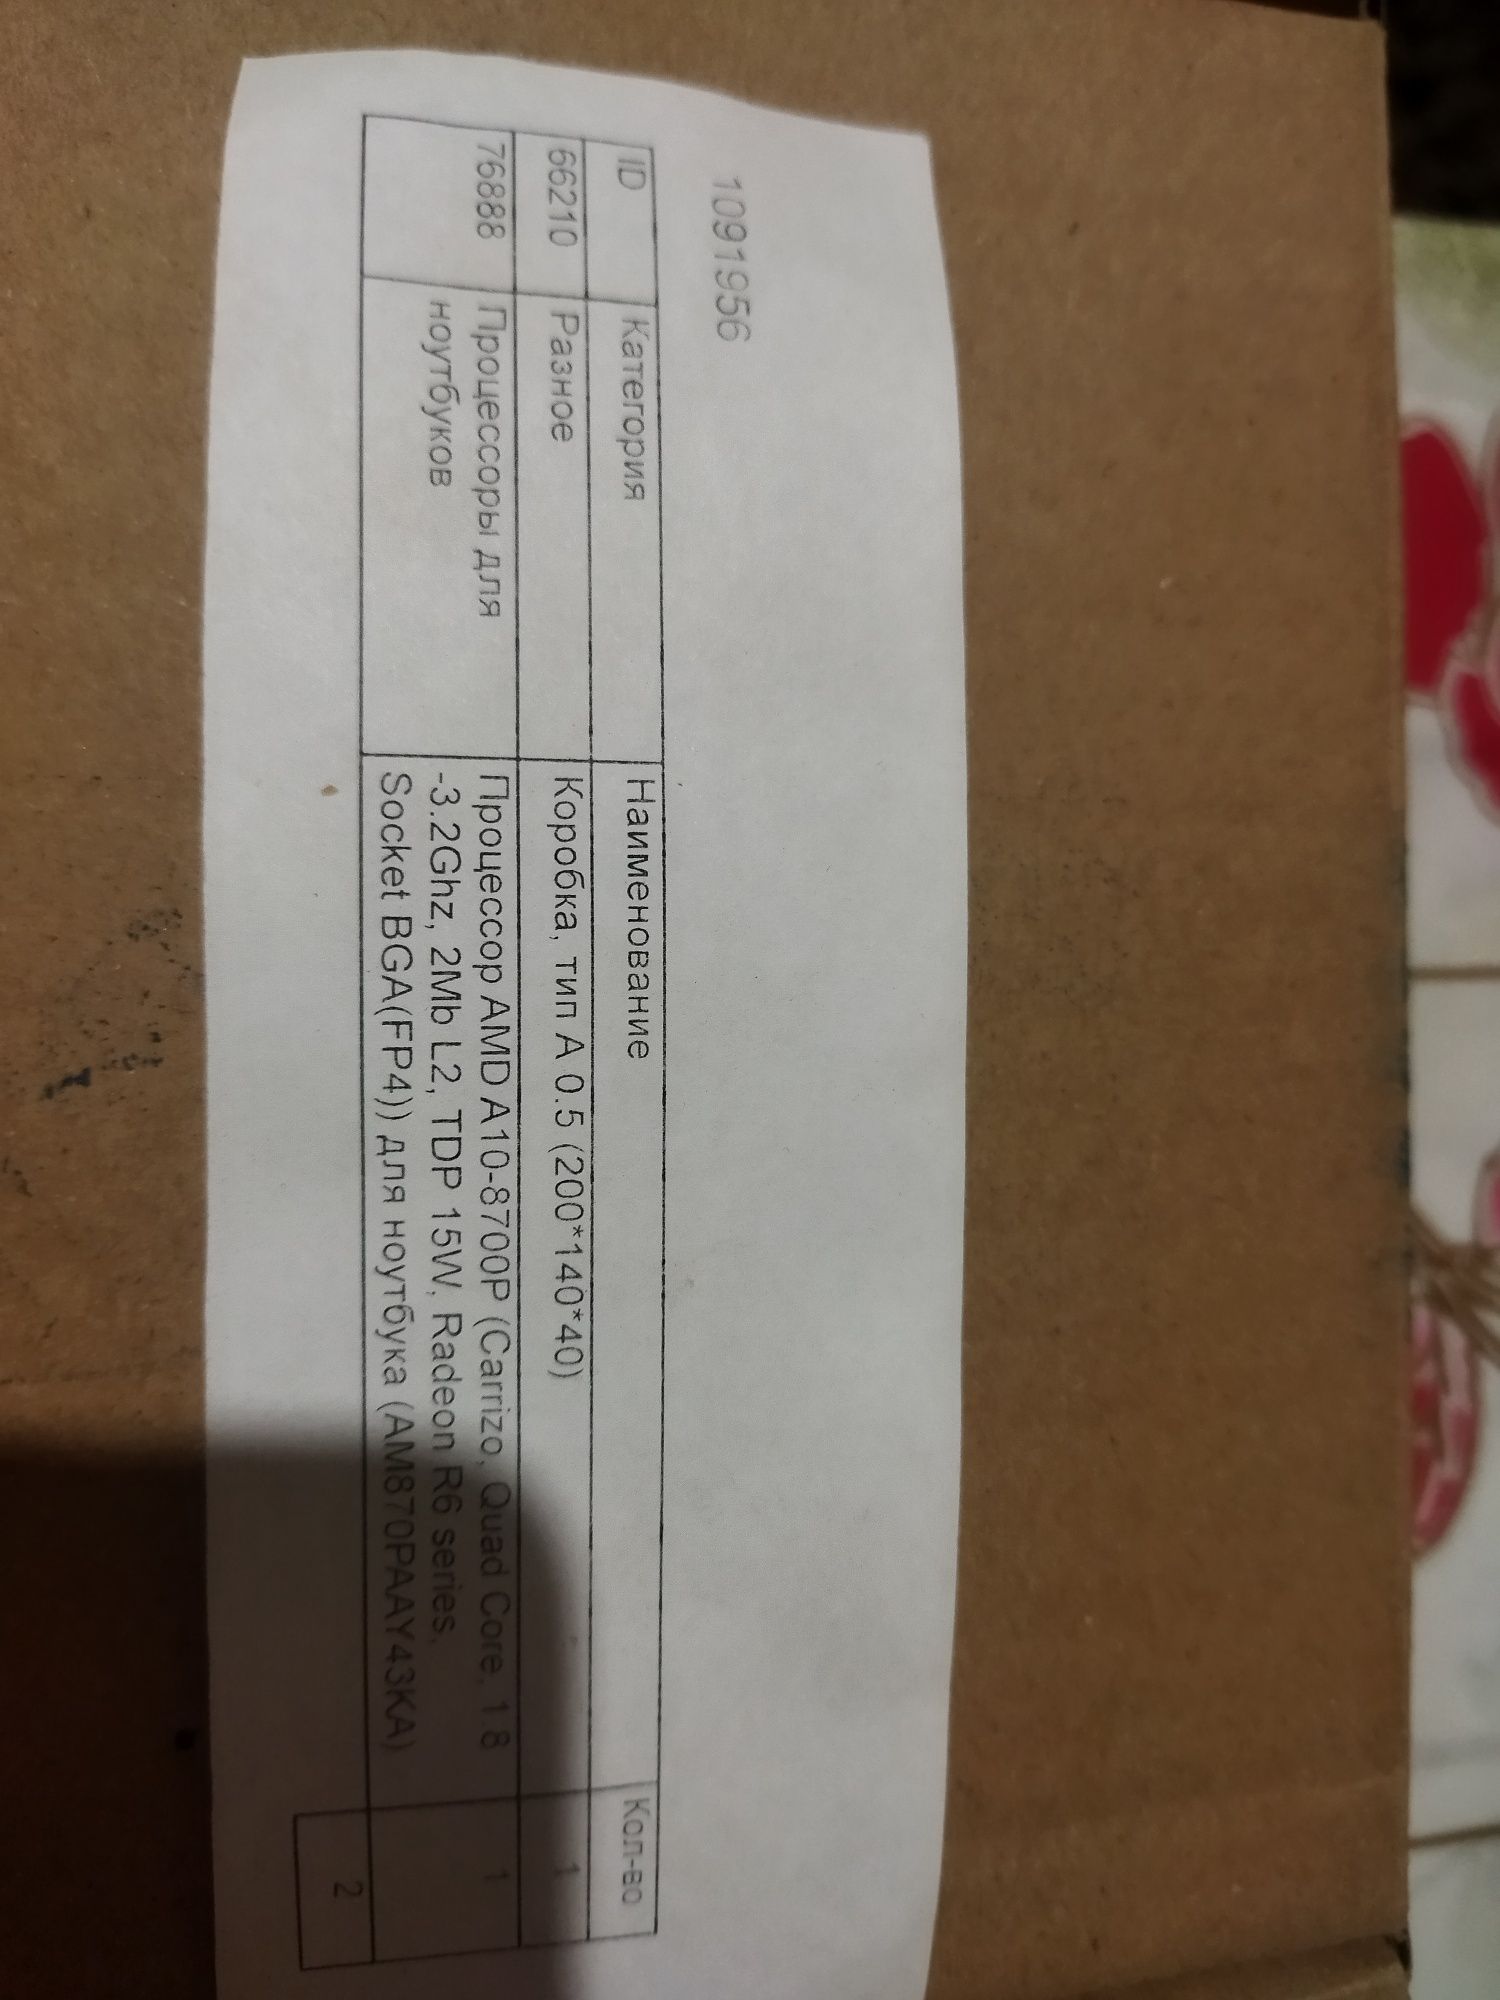 1091956
ID Категория Наименование Кол-во
66210 Разное Коробка, тип A 0.5 (200*140*40) 1
76888 Процессоры для Процессор AMD A10-8700P (Carrizo, Quad Core, 1.8 1
ноутбуков -3.2Ghz, 2Mb L2, TDP 15W, Radeon R6 series,
Socket BGA(FP4)) для ноутбука (AM870PAAY43KA)
2